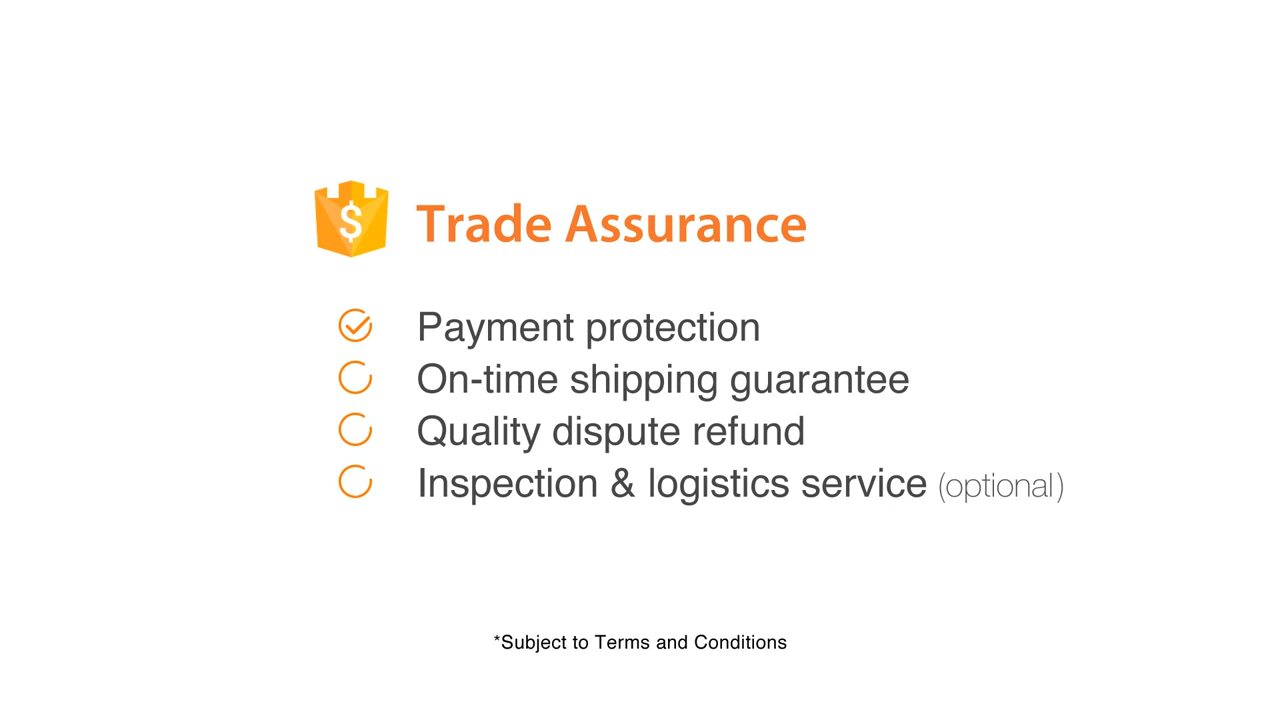 $ Trade Assurance
Payment protection
On-time shipping guarantee
Quality dispute refund
Inspection & logistics service (optional)
*Subject to Terms and Conditions